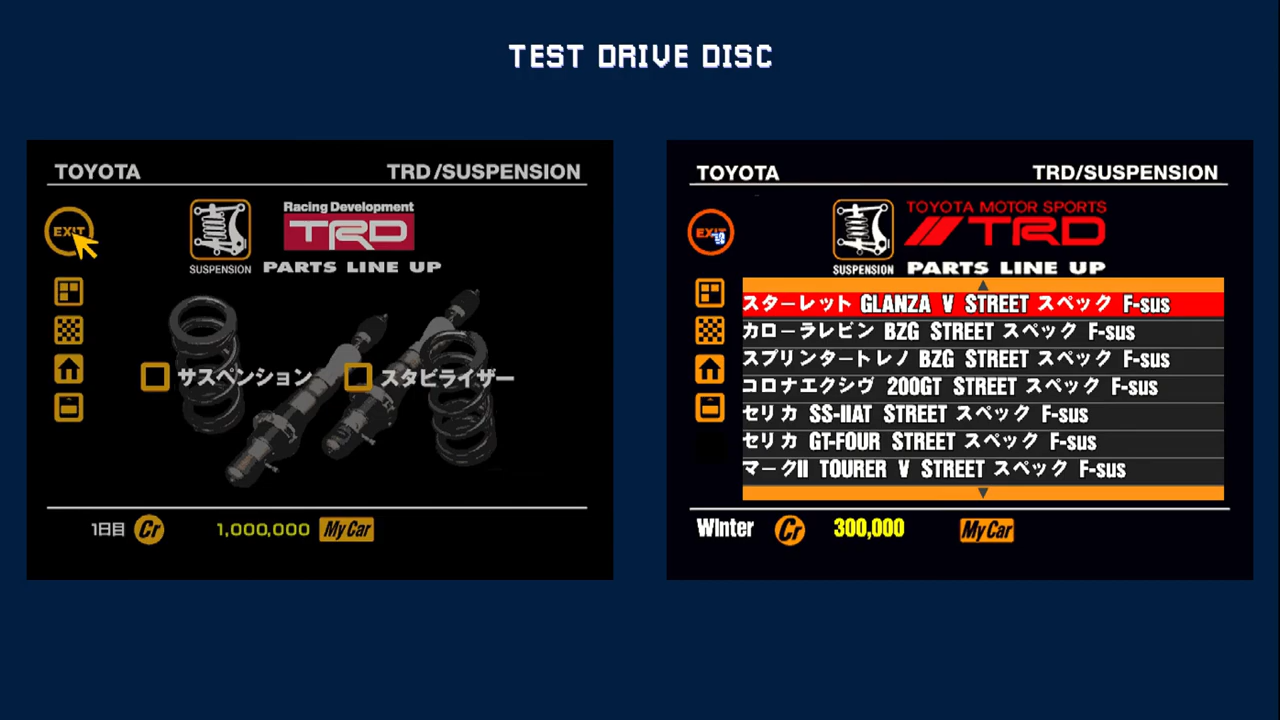 TEST DRIVE DISC
TOYOTA TRD/SUSPENSION
EXIT
Racing Development
TRD
SUSPENSION
PARTS LINE UP
サスペンション スタビライザー
1日目 Cr 1,000,000 My Car
TOYOTA TRD/SUSPENSION
EXIT
TOYOTA MOTOR SPORTS
TRD
SUSPENSION
PARTS LINE UP
スターレット GLANZA V STREET スペック F-sus
カローラレビン BZG STREET スペック F-sus
スプリンタートレノ BZG STREET スペック F-sus
コロナエクシヴ 200GT STREET スペック F-sus
セリカ SS-IIAT STREET スペック F-sus
セリカ GT-FOUR STREET スペック F-sus
マークII TOURER V STREET スペック F-sus
Winter Cr 300,000 My Car